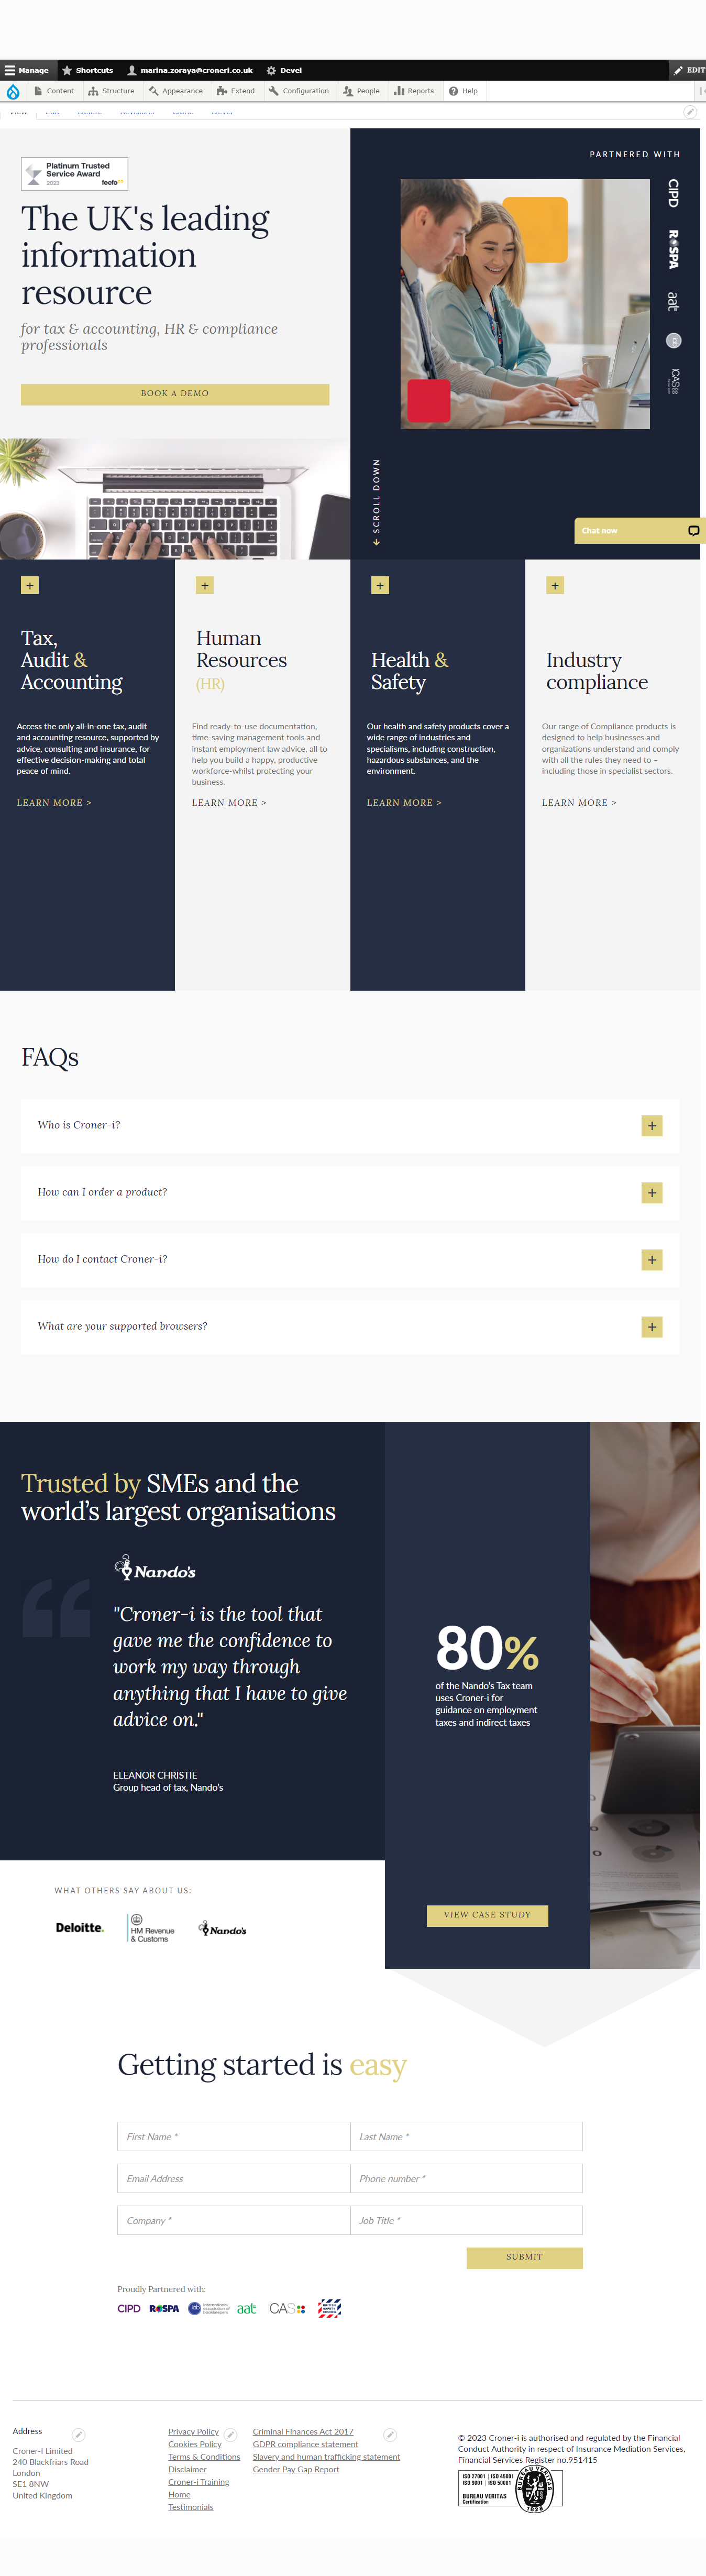 Manage Shortcuts marina.zoraya@croneri.co.uk Devel EDIT
Content Structure Appearance Extend Configuration People Reports Help
View Edit Delete Revisions Clone Devel
Platinum Trusted
Service Award
2023 feefo
The UK's leading
information
resource
for tax & accounting, HR & compliance
professionals
BOOK A DEMO
PARTNERED WITH
CIPD
ROSPA
aat
ICAS
SCROLL DOWN
Chat now
+
Tax,
Audit &
Accounting
Access the only all-in-one tax, audit
and accounting resource, supported by
advice, consulting and insurance, for
effective decision-making and total
peace of mind.
LEARN MORE >
+
Human
Resources
(HR)
Find ready-to-use documentation,
time-saving management tools and
instant employment law advice, all to
help you build a happy, productive
workforce-whilst protecting your
business.
LEARN MORE >
+
Health &
Safety
Our health and safety products cover a
wide range of industries and
specialisms, including construction,
hazardous substances, and the
environment.
LEARN MORE >
+
Industry
compliance
Our range of Compliance products is
designed to help businesses and
organizations understand and comply
with all the rules they need to –
including those in specialist sectors.
LEARN MORE >
FAQs
Who is Croner-i? +
How can I order a product? +
How do I contact Croner-i? +
What are your supported browsers? +
Trusted by SMEs and the
world's largest organisations
Nando's
"Croner-i is the tool that
gave me the confidence to
work my way through
anything that I have to give
advice on."
ELEANOR CHRISTIE
Group head of tax, Nando's
80%
of the Nando's Tax team
uses Croner-i for
guidance on employment
taxes and indirect taxes
VIEW CASE STUDY
WHAT OTHERS SAY ABOUT US:
Deloitte.
HM Revenue
& Customs
Nando's
Getting started is easy
First Name * Last Name *
Email Address Phone number *
Company * Job Title *
SUBMIT
Proudly Partnered with:
CIPD ROSPA iab international association of bookkeepers aat ICAS BRITISH SAFETY COUNCIL
Address
Croner-I Limited
240 Blackfriars Road
London
SE1 8NW
United Kingdom
Privacy Policy
Cookies Policy
Terms & Conditions
Disclaimer
Croner-i Training
Home
Testimonials
Criminal Finances Act 2017
GDPR compliance statement
Slavery and human trafficking statement
Gender Pay Gap Report
© 2023 Croner-i is authorised and regulated by the Financial
Conduct Authority in respect of Insurance Mediation Services,
Financial Services Register no.951415
ISO 27001 ISO 45001
ISO 9001 ISO 50001
BUREAU VERITAS
Certification
BUREAU VERITAS
1828